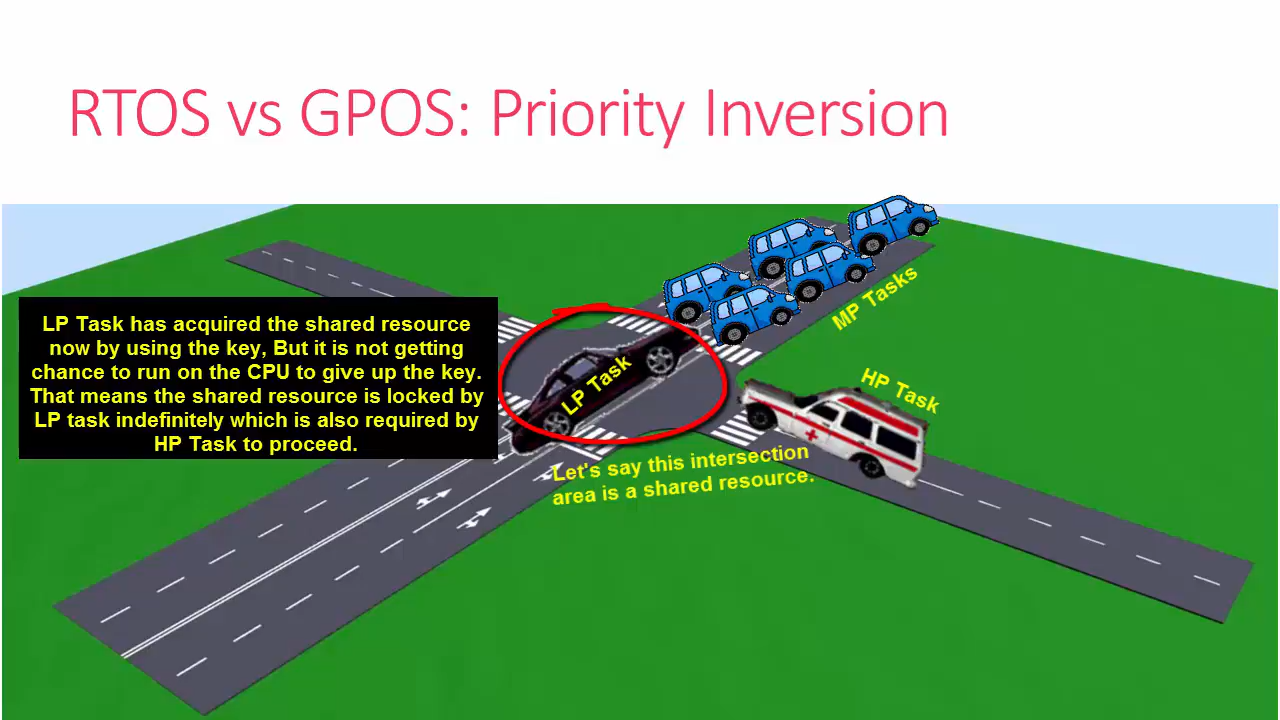 RTOS vs GPOS: Priority Inversion
LP Task has acquired the shared resource
now by using the key, But it is not getting
chance to run on the CPU to give up the key.
That means the shared resource is locked by
LP task indefinitely which is also required by
HP Task to proceed.
LP Task
MP Tasks
HP Task
Let's say this intersection
area is a shared resource.